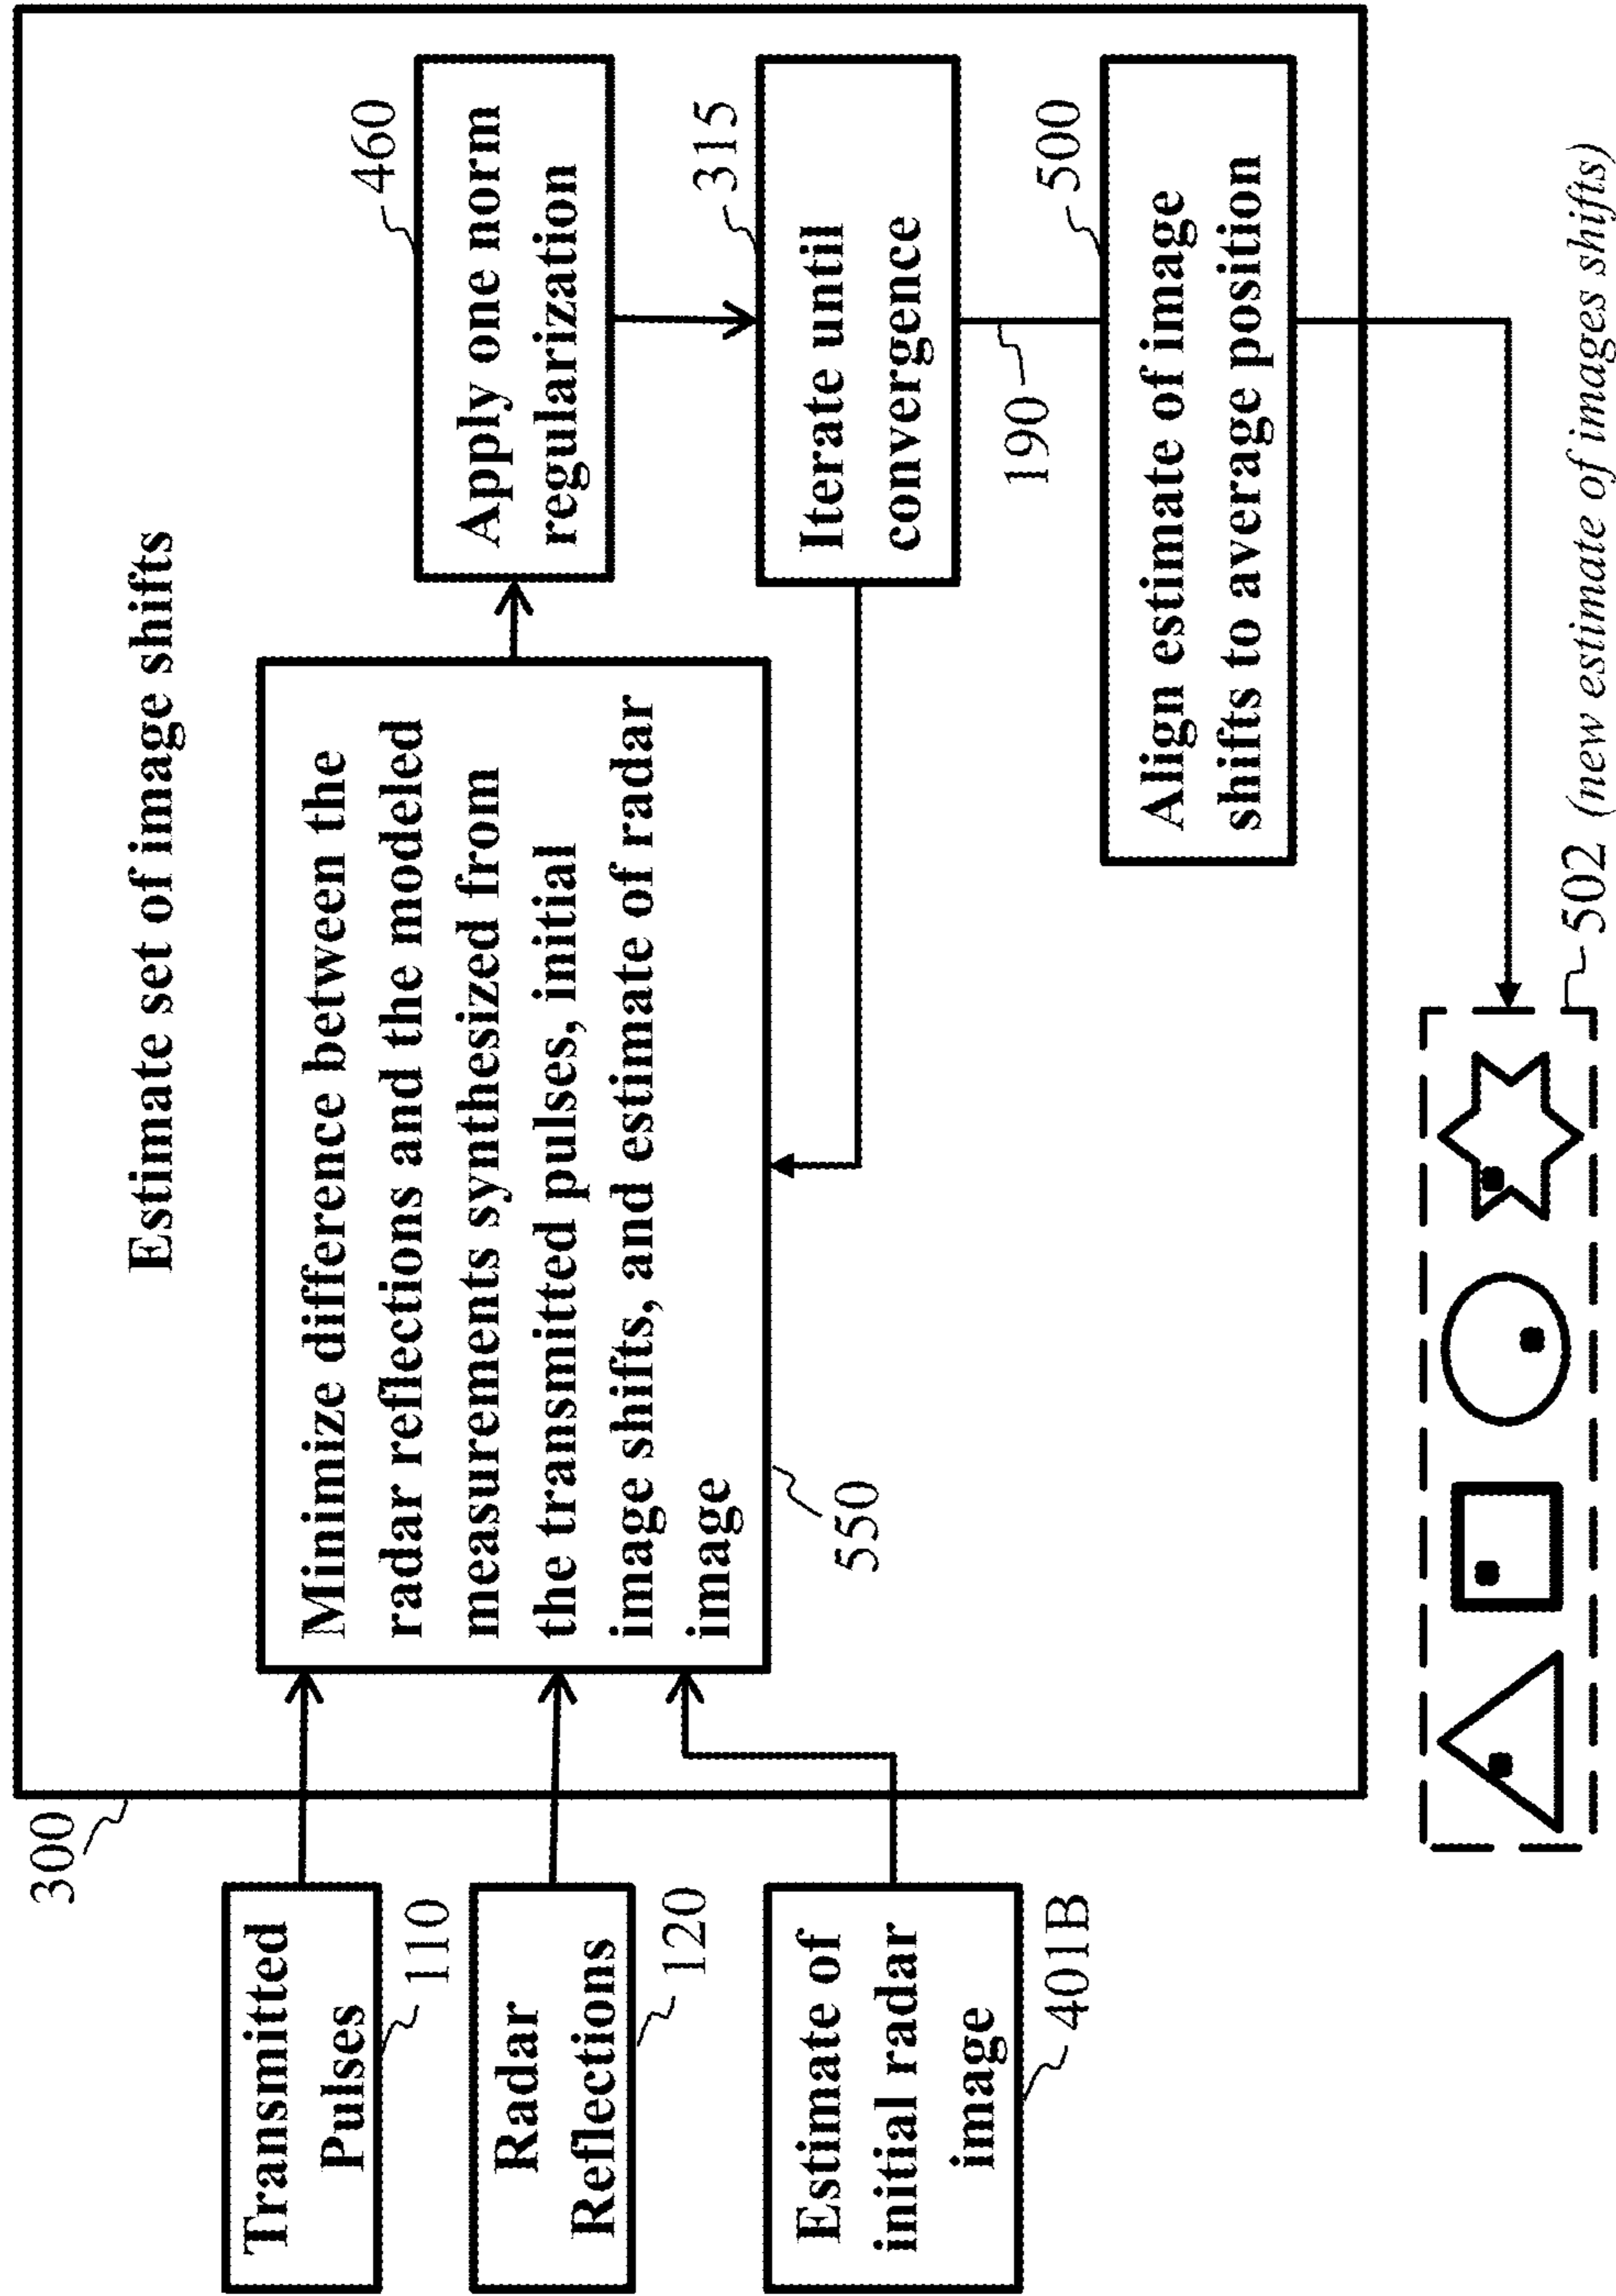 300
Estimate set of image shifts
Transmitted
Pulses
110
Radar
Reflections
120
Estimate of
initial radar
image
401B
Minimize difference between the
radar reflections and the modeled
measurements synthesized from
the transmitted pulses, initial
image shifts, and estimate of radar
image
550
Apply one norm
regularization
460
Iterate until
convergence
315
190
Align estimate of image
shifts to average position
500
502 (new estimate of images shifts)